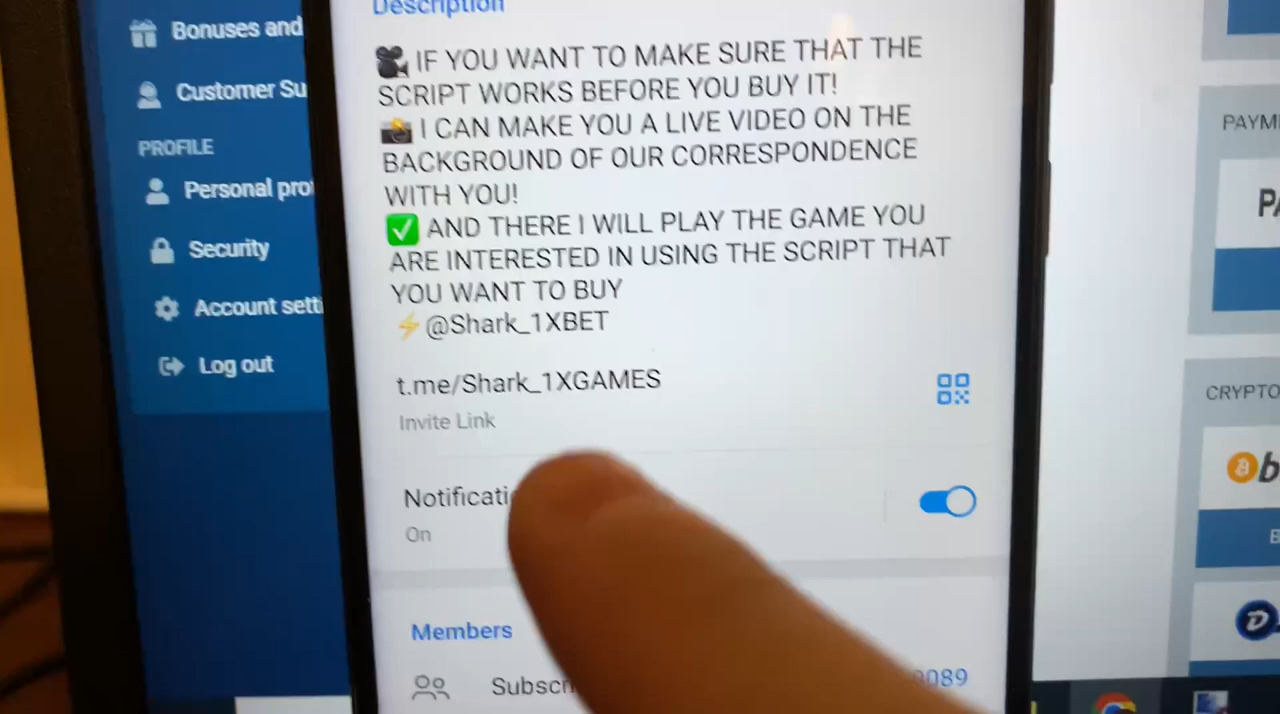 Description
Bonuses and
Customer Su
PROFILE
Personal pro
Security
Account setti
Log out
IF YOU WANT TO MAKE SURE THAT THE
SCRIPT WORKS BEFORE YOU BUY IT!
📸 I CAN MAKE YOU A LIVE VIDEO ON THE
BACKGROUND OF OUR CORRESPONDENCE
WITH YOU!
✅ AND THERE I WILL PLAY THE GAME YOU
ARE INTERESTED IN USING THE SCRIPT THAT
YOU WANT TO BUY
⚡@Shark_1XBET
t.me/Shark_1XGAMES
Invite Link
Notificati
On
Members
Subscri
089
PAYM
PA
CRYPTO
b
B